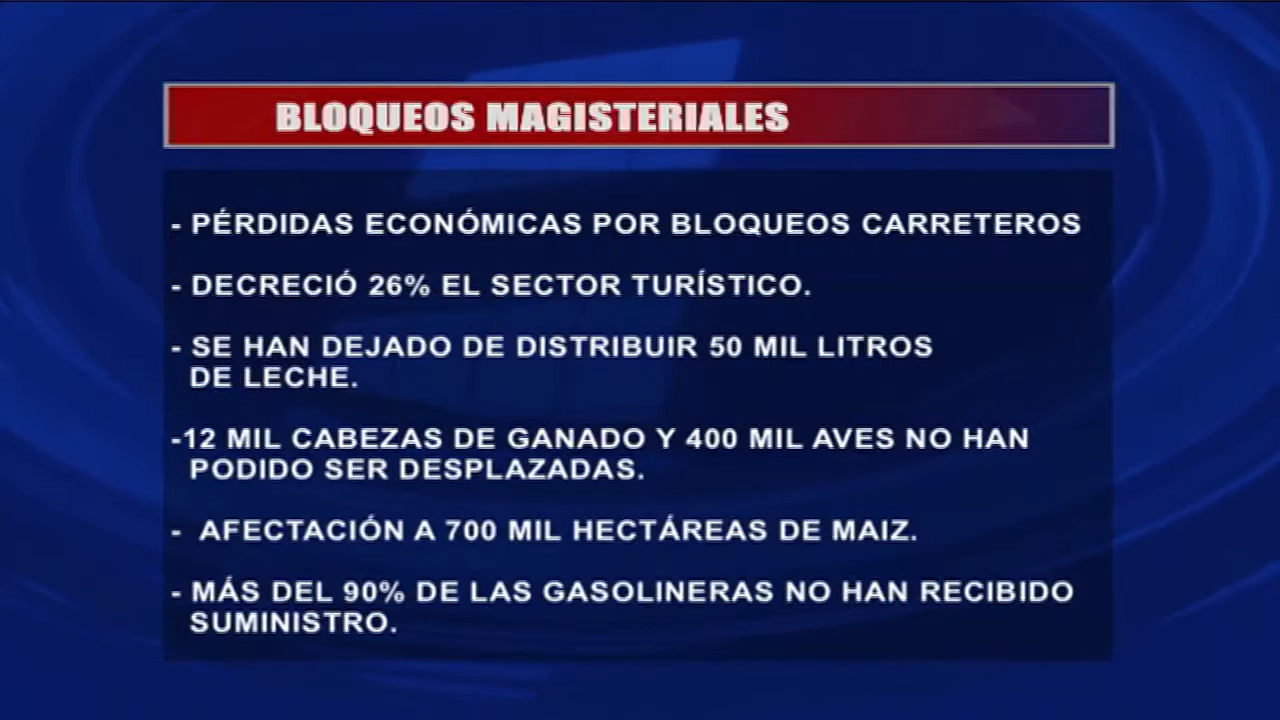 BLOQUEOS MAGISTERIALES
- PÉRDIDAS ECONÓMICAS POR BLOQUEOS CARRETEROS
- DECRECIÓ 26% EL SECTOR TURÍSTICO.
- SE HAN DEJADO DE DISTRIBUIR 50 MIL LITROS
DE LECHE.
-12 MIL CABEZAS DE GANADO Y 400 MIL AVES NO HAN
PODIDO SER DESPLAZADAS.
- AFECTACIÓN A 700 MIL HECTÁREAS DE MAIZ.
- MÁS DEL 90% DE LAS GASOLINERAS NO HAN RECIBIDO
SUMINISTRO.